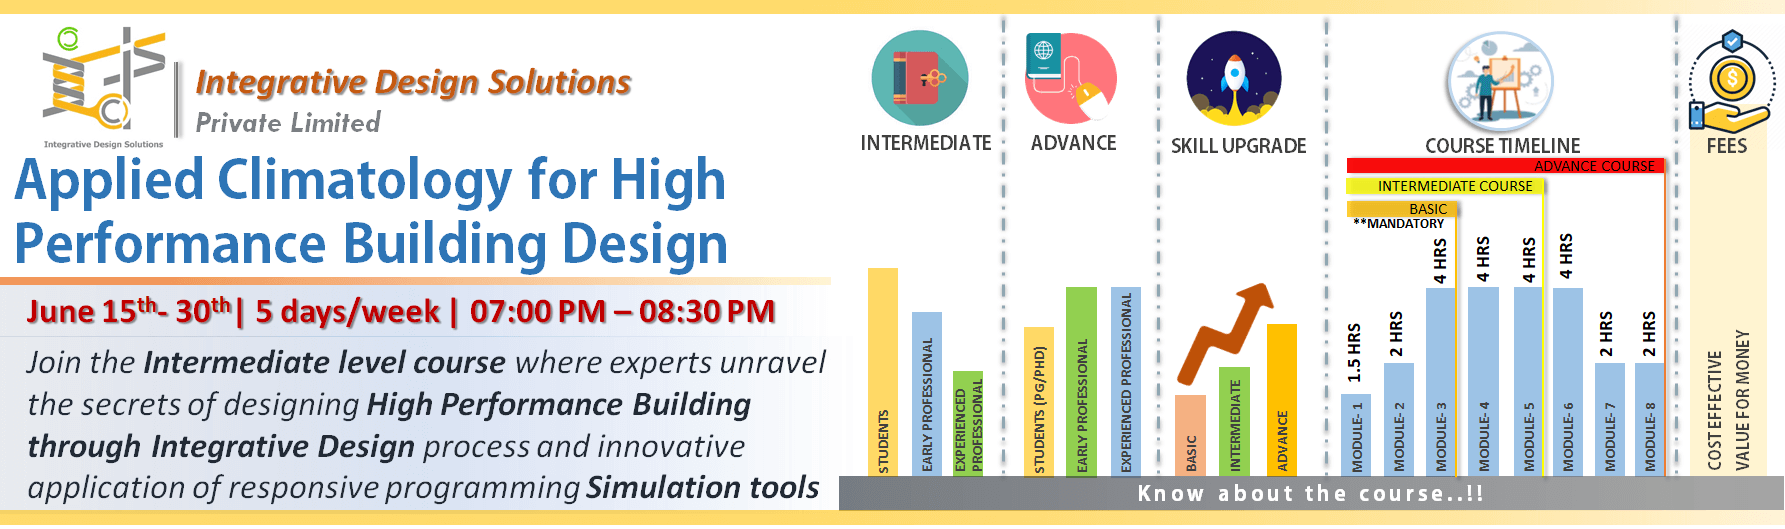 Integrative Design Solutions
Integrative Design Solutions
Private Limited
Applied Climatology for High
Performance Building Design
June 15th- 30th| 5 days/week | 07:00 PM – 08:30 PM
Join the Intermediate level course where experts unravel
the secrets of designing High Performance Building
through Integrative Design process and innovative
application of responsive programming Simulation tools
INTERMEDIATE
STUDENTS
EARLY PROFESSIONAL
EXPERIENCED
PROFESSIONAL
ADVANCE
STUDENTS (PG/PHD)
EARLY PROFESSIONAL
EXPERIENCED PROFESSIONAL
SKILL UPGRADE
BASIC
INTERMEDIATE
ADVANCE
COURSE TIMELINE
ADVANCE COURSE
INTERMEDIATE COURSE
BASIC
**MANDATORY
1.5 HRS
2 HRS
4 HRS
4 HRS
4 HRS
4 HRS
2 HRS
2 HRS
MODULE- 1
MODULE- 2
MODULE- 3
MODULE- 4
MODULE- 5
MODULE- 6
MODULE- 7
MODULE- 8
$
FEES
COST EFFECTIVE
VALUE FOR MONEY
Know about the course..!!